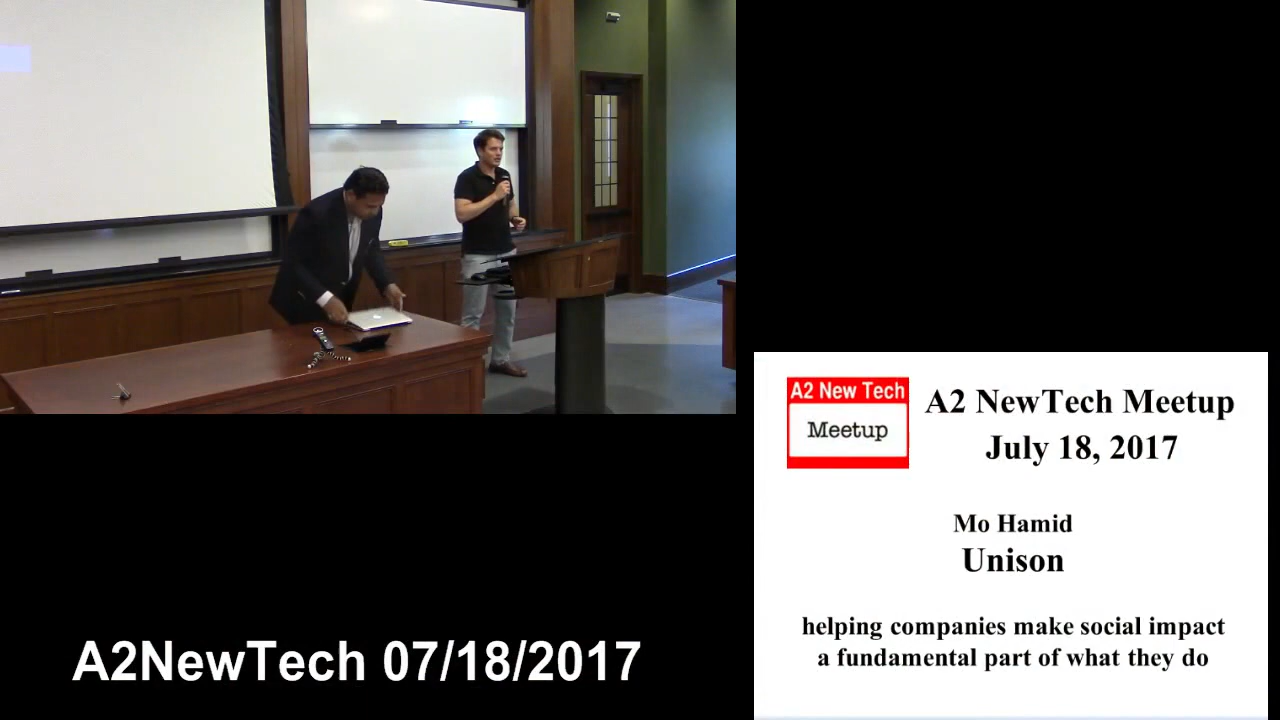 A2 New Tech
Meetup
A2 NewTech Meetup
July 18, 2017
Mo Hamid
Unison
helping companies make social impact
a fundamental part of what they do
A2NewTech 07/18/2017